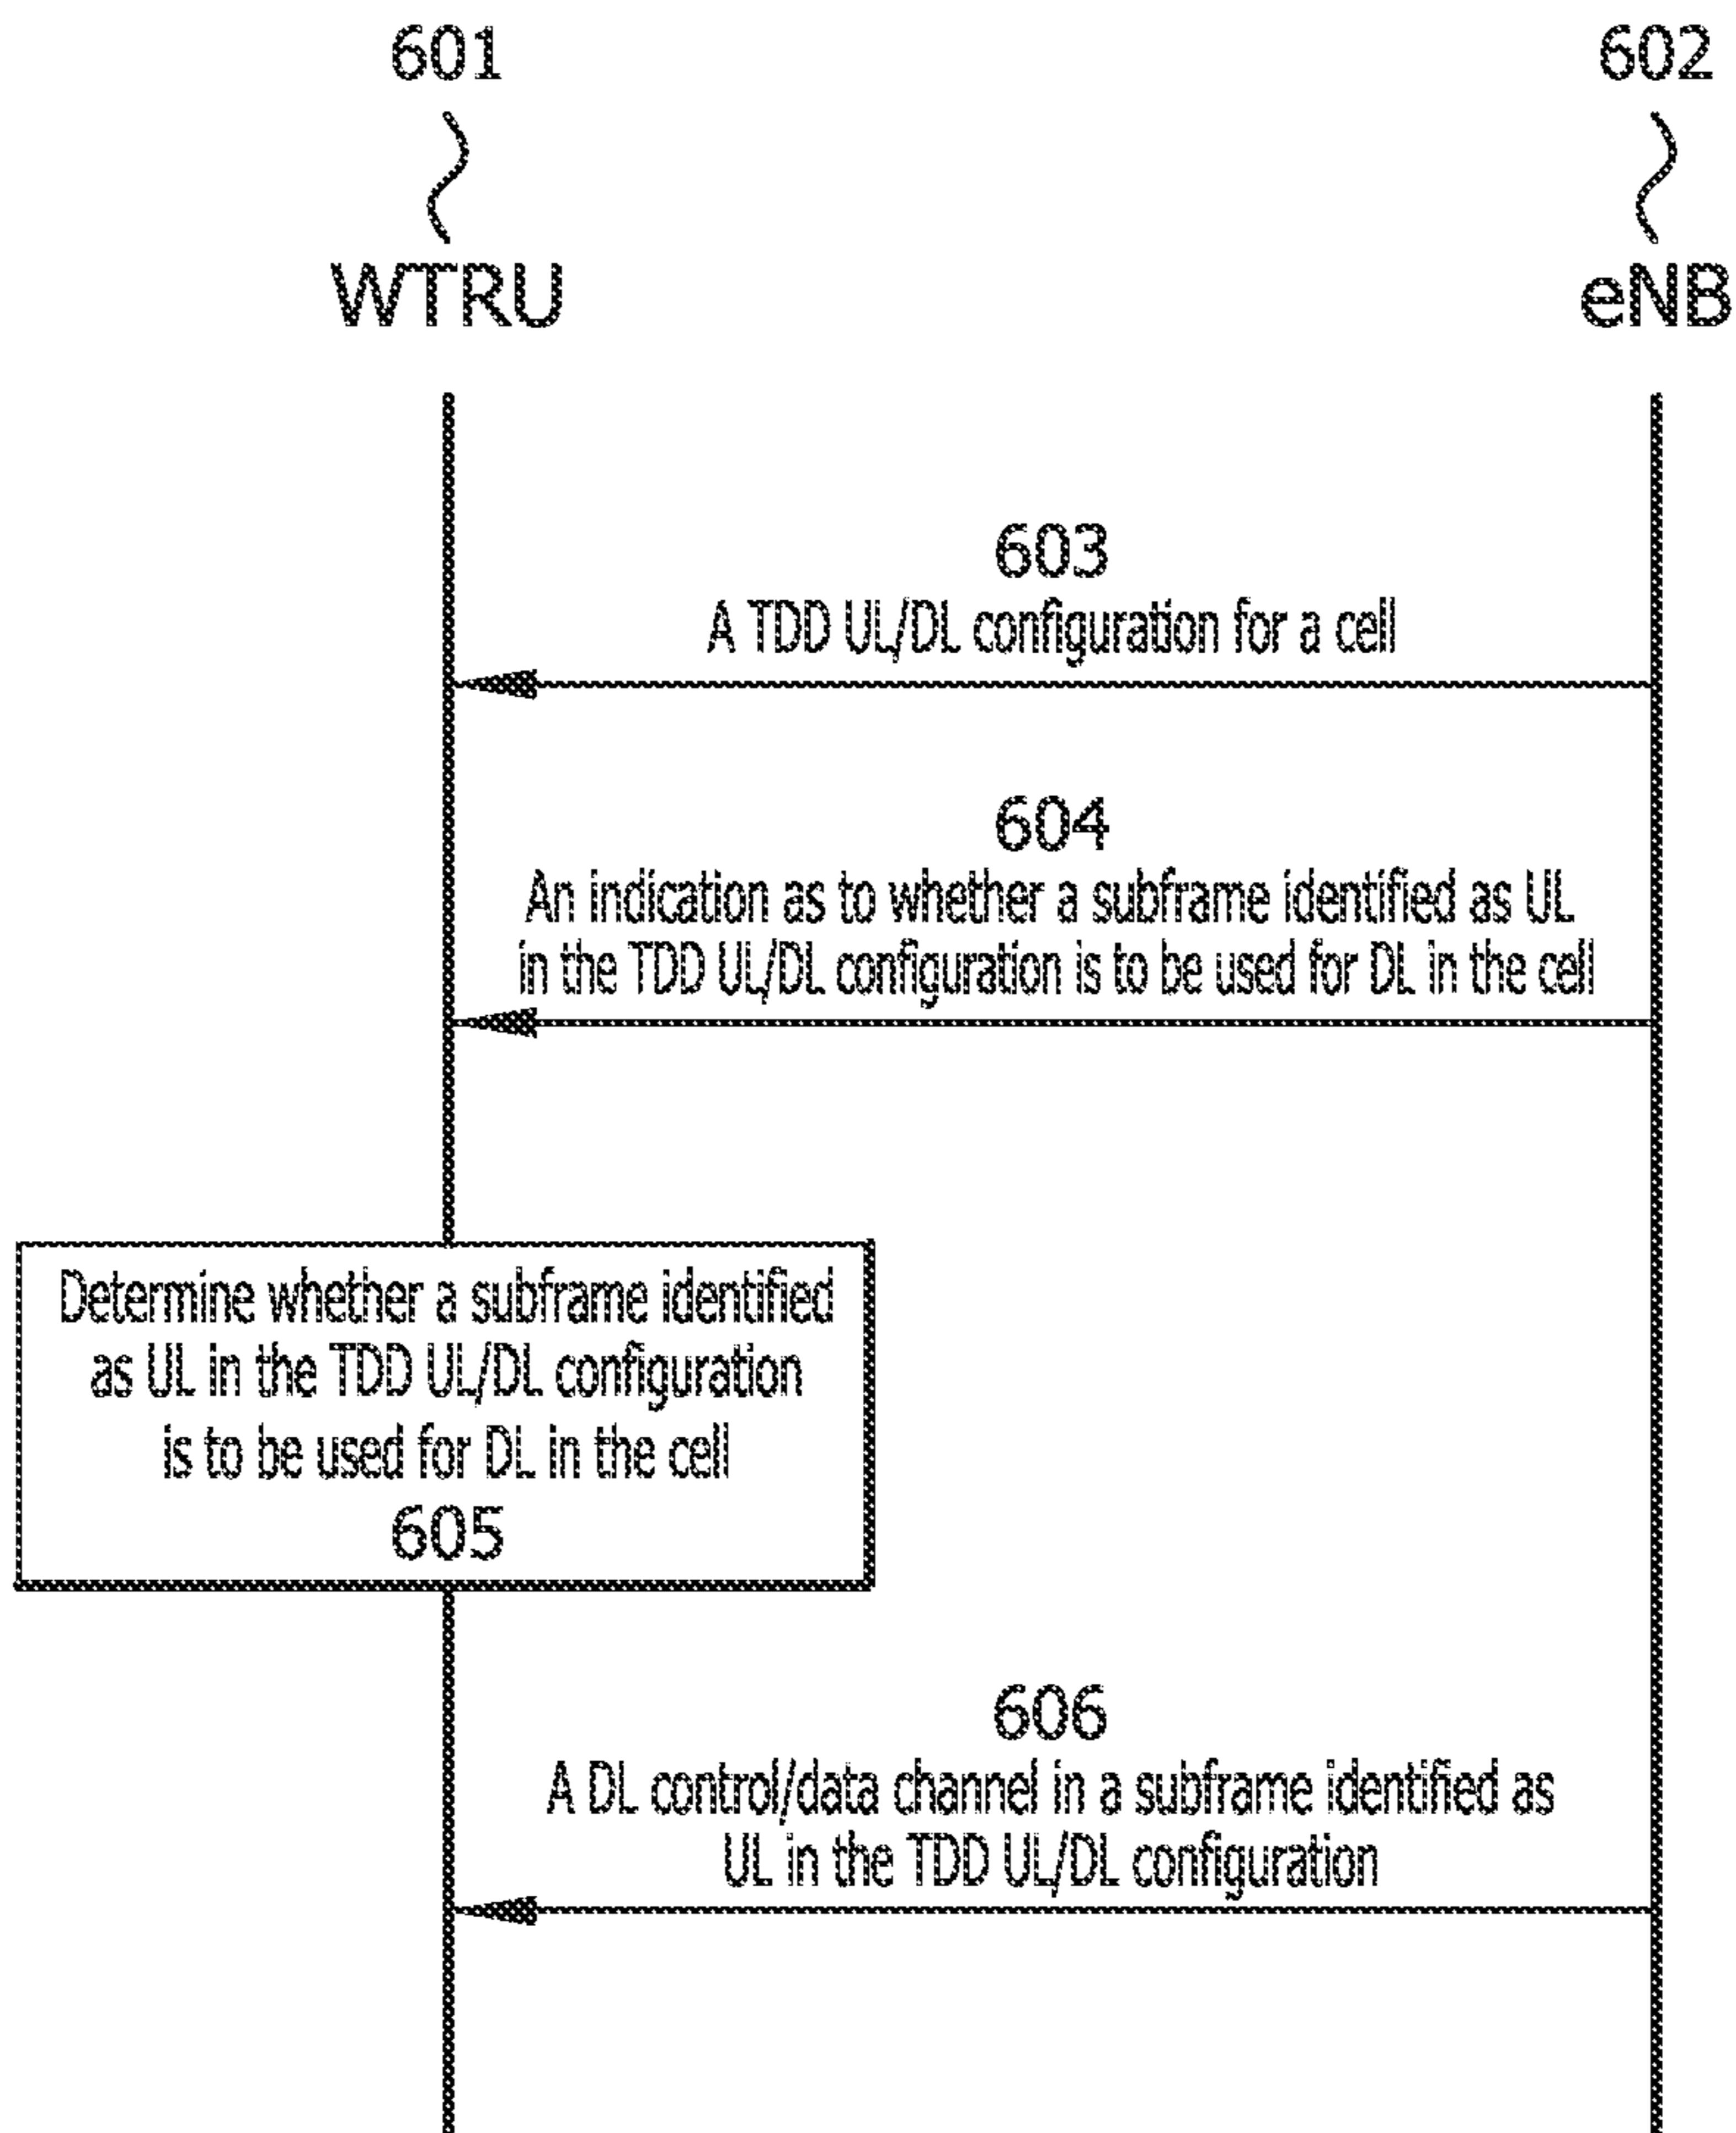 601
602
WTRU
eNB
603
A TDD UL/DL configuration for a cell
604
An indication as to whether a subframe identified as UL
in the TDD UL/DL configuration is to be used for DL in the cell
Determine whether a subframe identified
as UL in the TDD UL/DL configuration
is to be used for DL in the cell
605
606
A DL control/data channel in a subframe identified as
UL in the TDD UL/DL configuration